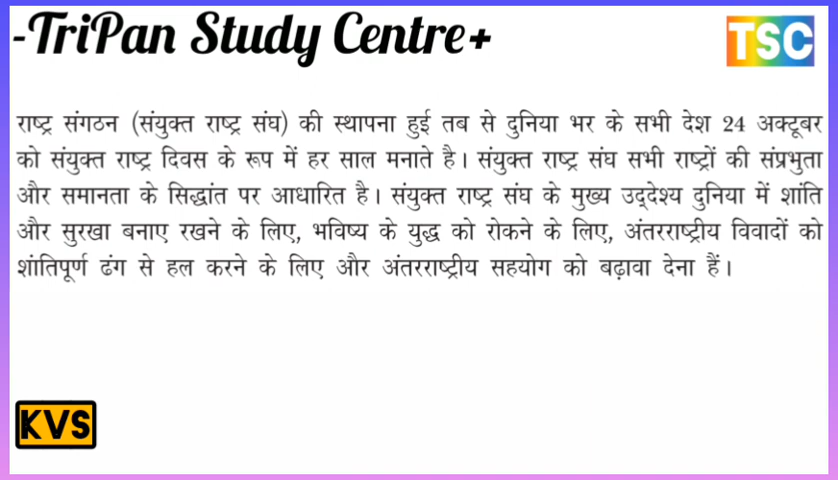 -TriPan Study Centre+
TSC
राष्ट्र संगठन (संयुक्त राष्ट्र संघ) की स्थापना हुई तब से दुनिया भर के सभी देश 24 अक्टूबर
को संयुक्त राष्ट्र दिवस के रूप में हर साल मनाते है। संयुक्त राष्ट्र संघ सभी राष्ट्रों की संप्रभुता
और समानता के सिद्धांत पर आधारित है। संयुक्त राष्ट्र संघ के मुख्य उद्देश्य दुनिया में शांति
और सुरखा बनाए रखने के लिए, भविष्य के युद्ध को रोकने के लिए, अंतरराष्ट्रीय विवादों को
शांतिपूर्ण ढंग से हल करने के लिए और अंतरराष्ट्रीय सहयोग को बढ़ावा देना हैं।
KVS